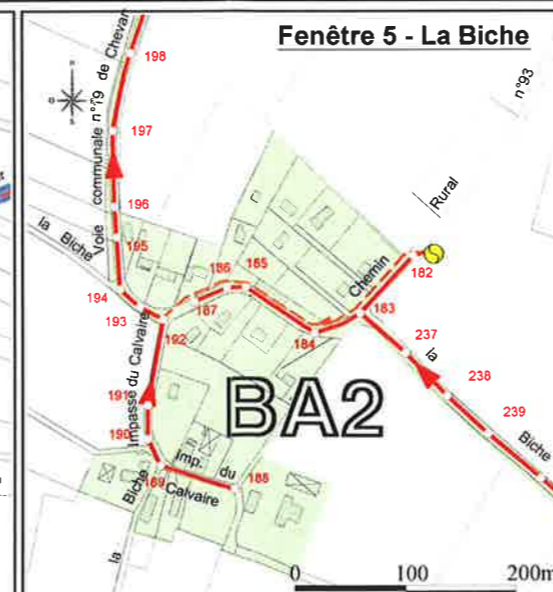 Fenêtre 5 - La Biche
198
Voie communale n°19 de Chevan
n°93
197
Rural
196
la Biche
195
Chemin
182
186
185
194
187
183
193
192
184
237
la
Impasse du Calvaire
238
191
BA2
239
190
Imp. du
Calvaire
Biche
189
188
Biche
la
0 100 200m